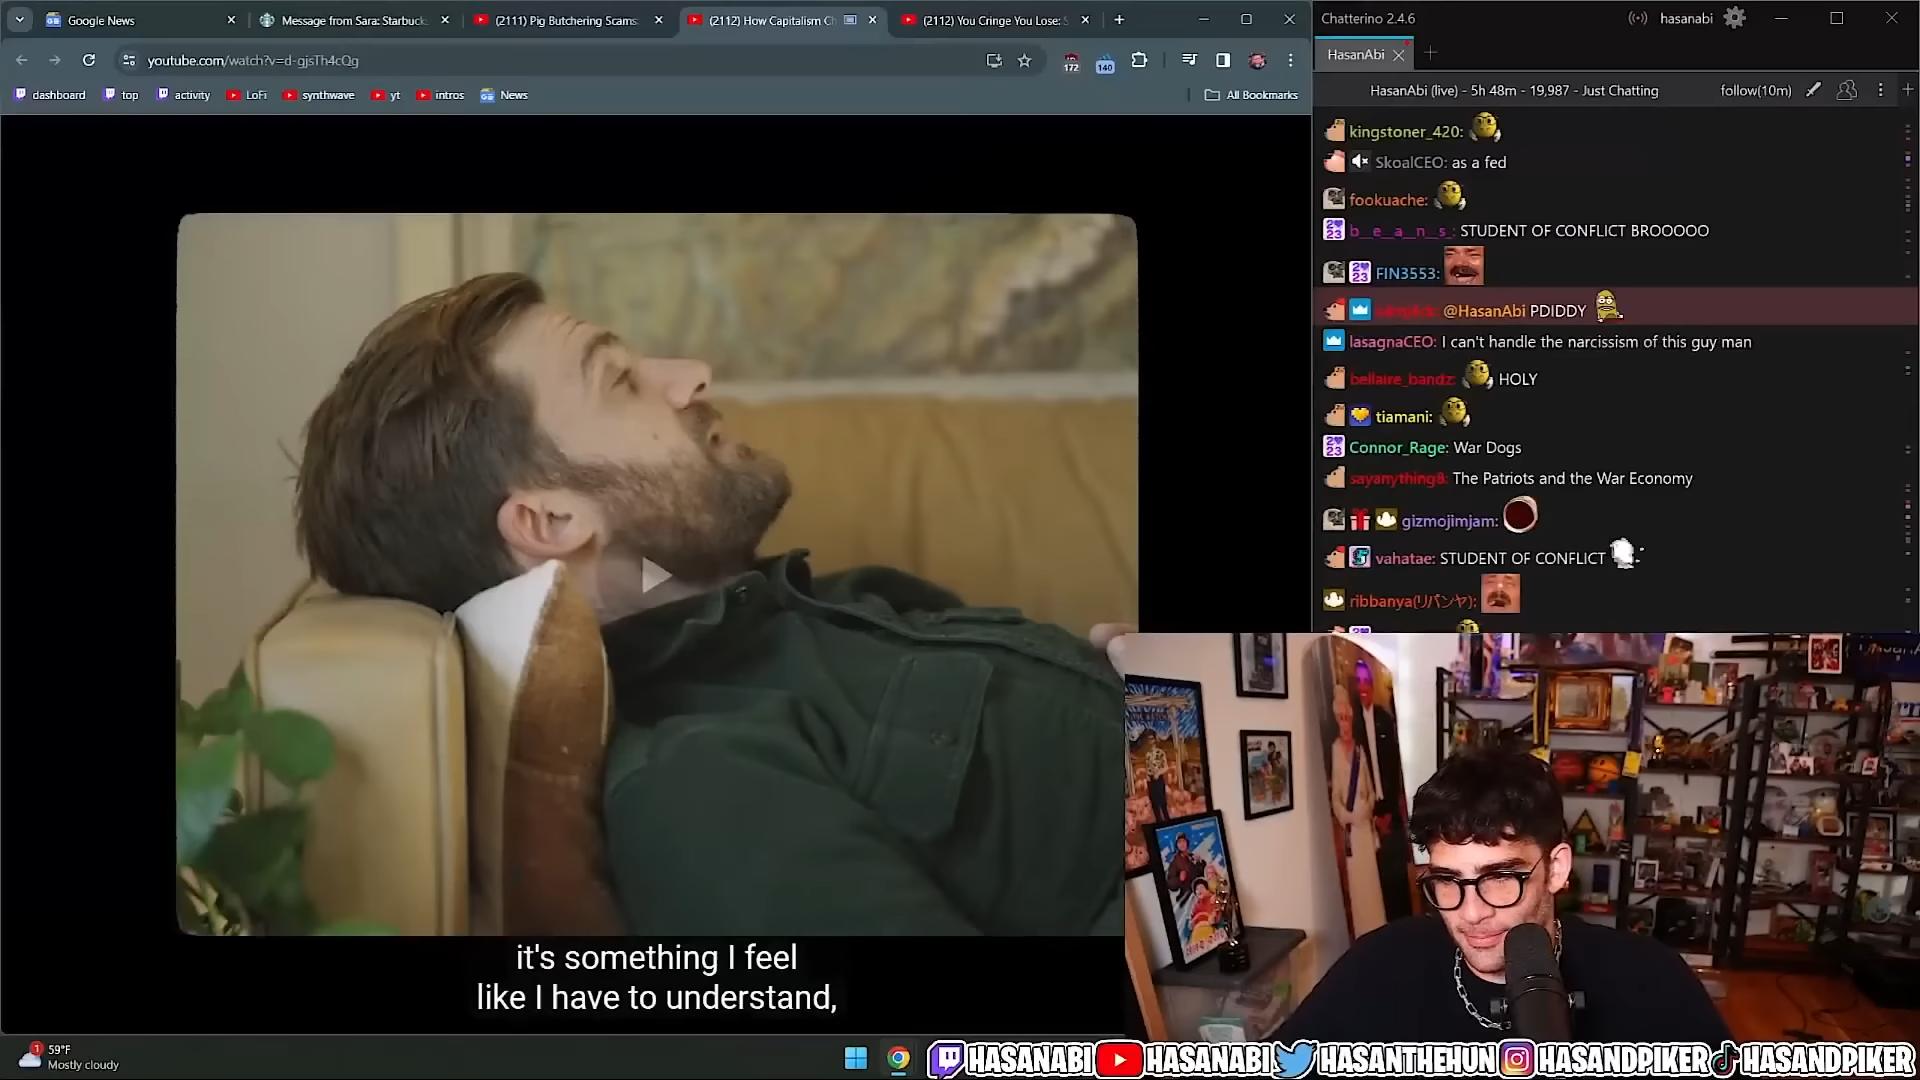 Google News
Message from Sara: Starbuck
(2111) Pig Butchering Scams:
(2112) How Capitalism Ch
(2112) You Cringe You Lose: S
youtube.com/watch?v=d-gjsTh4cQg
172
140
dashboard
top
activity
LoFi
synthwave
yt
intros
News
All Bookmarks
it's something I feel
like I have to understand,
Chatterino 2.4.6
hasanabi
HasanAbi
HasanAbi (live) - 5h 48m - 19,987 - Just Chatting
follow(10m)
kingstoner_420:
SkoalCEO: as a fed
fookuache:
b__e__a__n__s_: STUDENT OF CONFLICT BROOOOO
FIN3553:
@HasanAbi PDIDDY
lasagnaCEO: I can't handle the narcissism of this guy man
bellaire_bandz: HOLY
tiamani:
Connor_Rage: War Dogs
sayanything8: The Patriots and the War Economy
gizmojimjam:
vahatae: STUDENT OF CONFLICT
ribbanya(リバンヤ):
1
59°F
Mostly cloudy
HASANABI
HASANABI
HASANTHEHUN
HASANDPIKER
HASANDPIKER